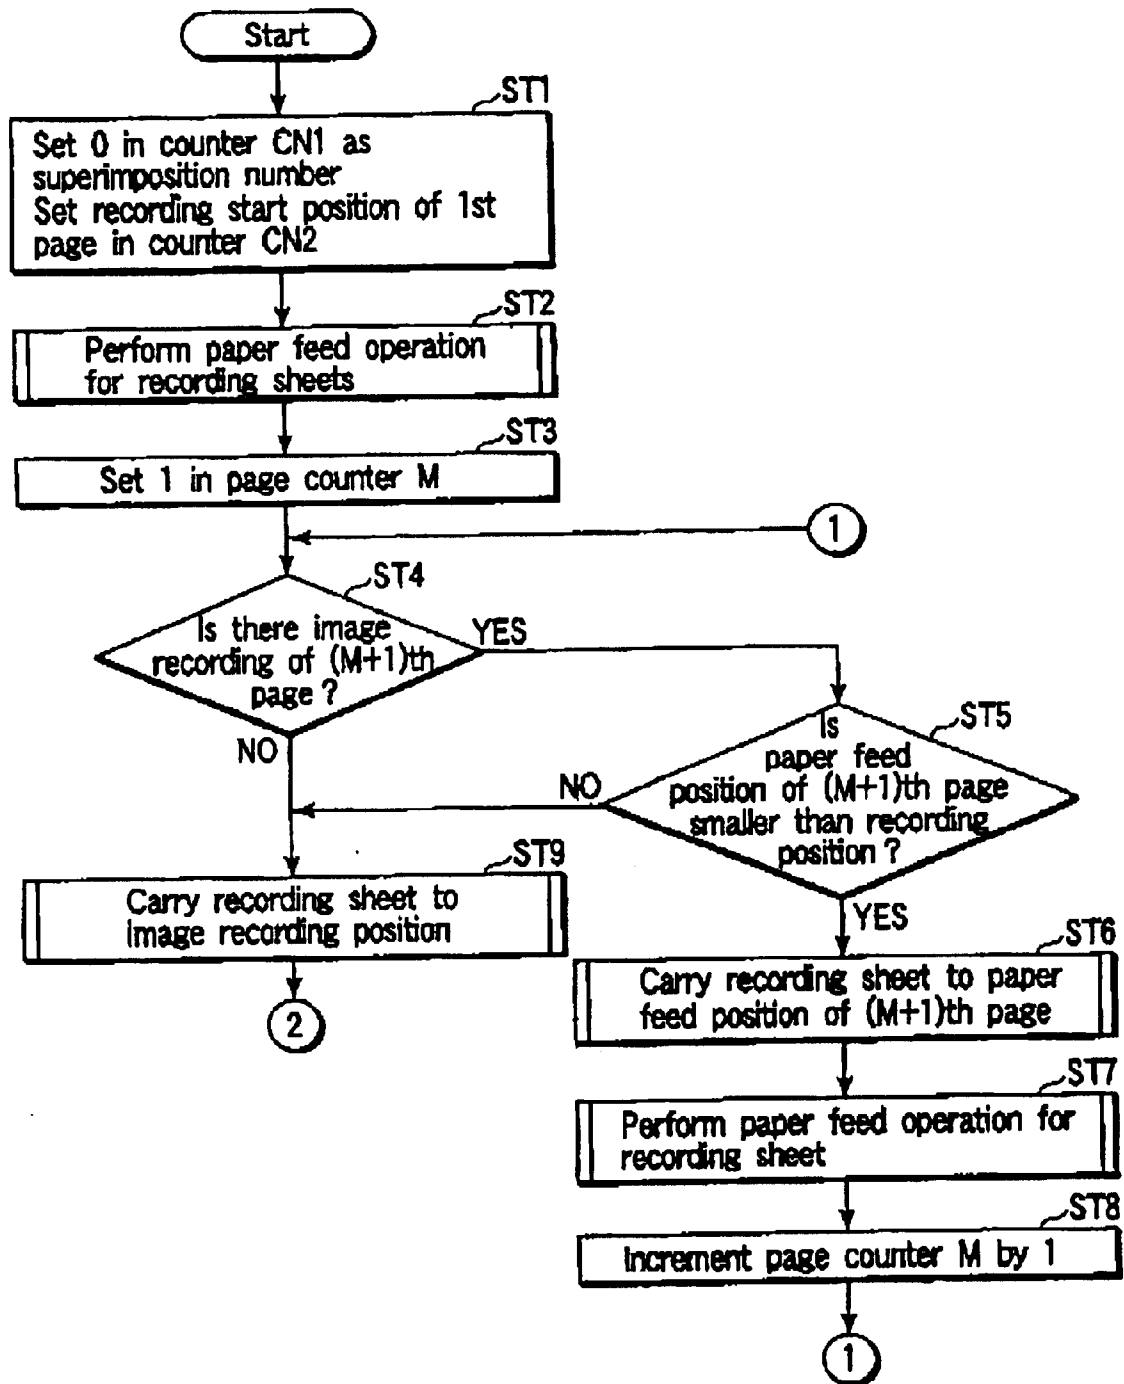 Start
ST1
Set 0 in counter CN1 as
superimposition number
Set recording start position of 1st
page in counter CN2
ST2
Perform paper feed operation
for recording sheets
ST3
Set 1 in page counter M
1
ST4
Is there image
recording of (M+1)th
page ?
YES
NO
ST5
Is
paper feed
position of (M+1)th page
smaller than recording
position ?
NO
YES
ST9
Carry recording sheet to
image recording position
2
ST6
Carry recording sheet to paper
feed position of (M+1)th page
ST7
Perform paper feed operation for
recording sheet
ST8
Increment page counter M by 1
1